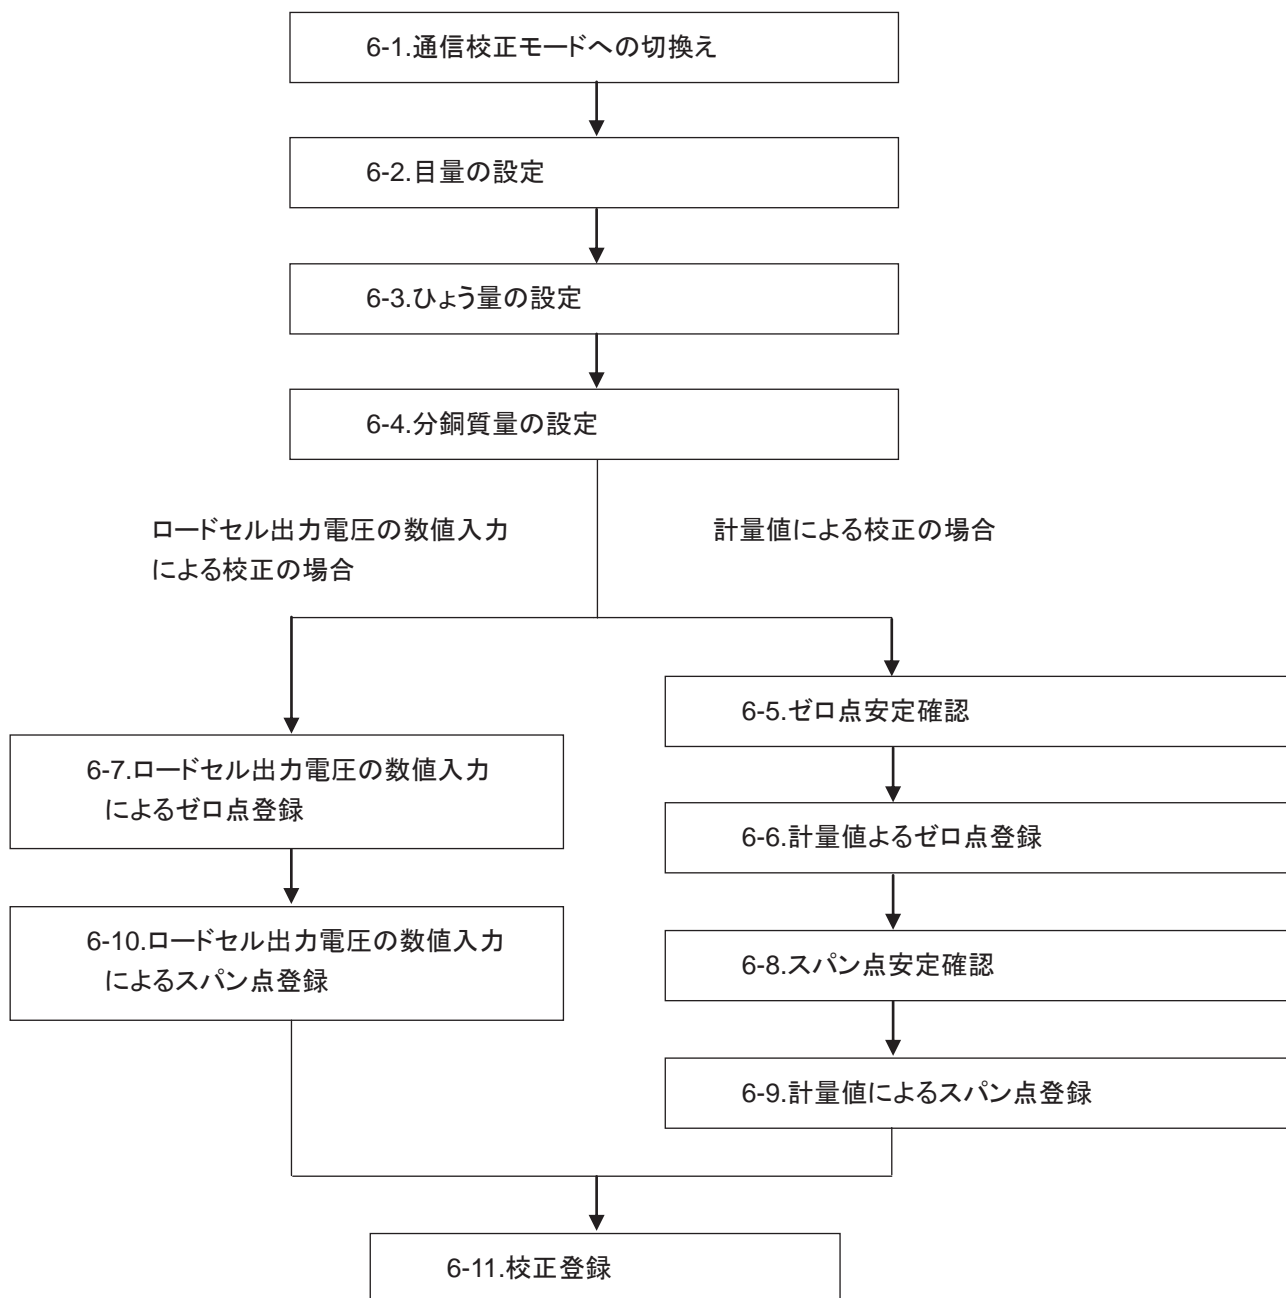 6-1.通信校正モードへの切換え
6-2.目量の設定
6-3.ひょう量の設定
6-4.分銅質量の設定
ロードセル出力電圧の数値入力
による校正の場合
計量値による校正の場合
6-5.ゼロ点安定確認
6-7.ロードセル出力電圧の数値入力
によるゼロ点登録
6-6.計量値よるゼロ点登録
6-10.ロードセル出力電圧の数値入力
によるスパン点登録
6-8.スパン点安定確認
6-9.計量値によるスパン点登録
6-11.校正登録